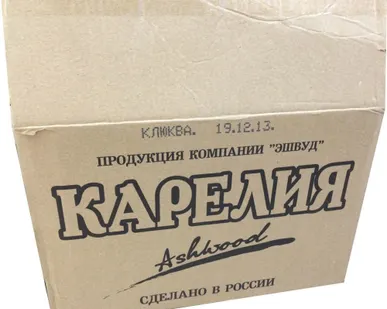 КЛЮКВА. 19.12.13.
ПРОДУКЦИЯ КОМПАНИИ "ЭШВУД"
КАРЕЛИЯ
Ashwood
СДЕЛАНО В РОССИИ